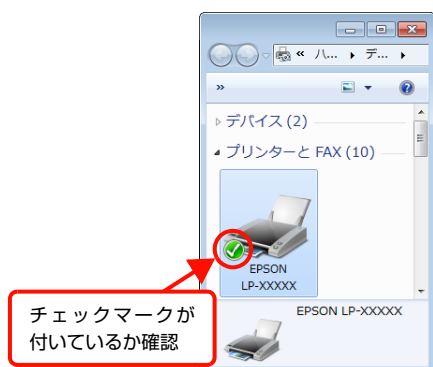 « ハ... ▸ デ... ▸
»
デバイス (2)
プリンターと FAX (10)
EPSON
LP-XXXXX
チェックマークが
付いているか確認
EPSON LP-XXXXX